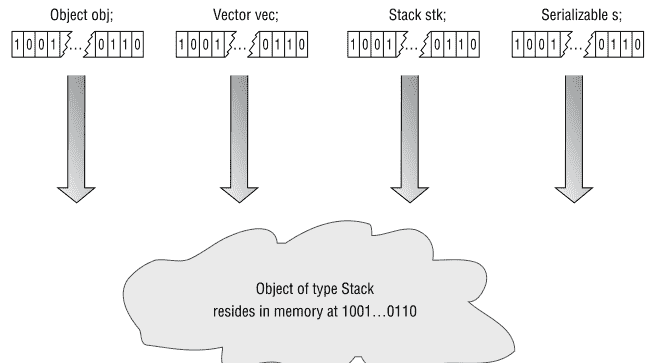 Object obj; Vector vec; Stack stk; Serializable s;
1001...0110 1001...0110 1001...0110 1001...0110
Object of type Stack
resides in memory at 1001...0110